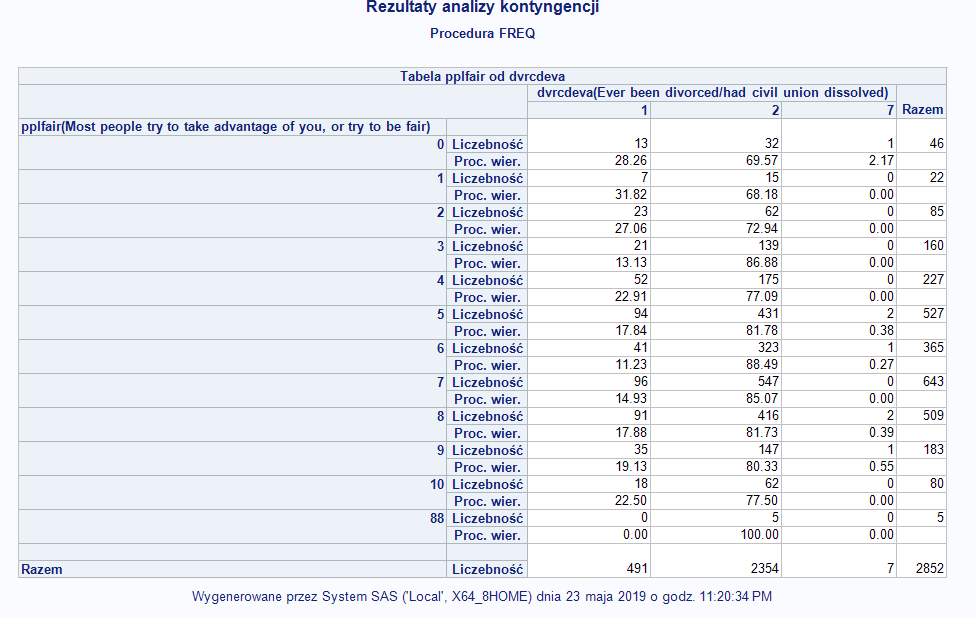 Rezultaty analizy kontyngencji
Procedura FREQ
Tabela pplfair od dvrcdeva
dvrcdeva(Ever been divorced/had civil union dissolved)
1 2 7 Razem
pplfair(Most people try to take advantage of you, or try to be fair)
0 Liczebność 13 32 1 46
Proc. wier. 28.26 69.57 2.17
1 Liczebność 7 15 0 22
Proc. wier. 31.82 68.18 0.00
2 Liczebność 23 62 0 85
Proc. wier. 27.06 72.94 0.00
3 Liczebność 21 139 0 160
Proc. wier. 13.13 86.88 0.00
4 Liczebność 52 175 0 227
Proc. wier. 22.91 77.09 0.00
5 Liczebność 94 431 2 527
Proc. wier. 17.84 81.78 0.38
6 Liczebność 41 323 1 365
Proc. wier. 11.23 88.49 0.27
7 Liczebność 96 547 0 643
Proc. wier. 14.93 85.07 0.00
8 Liczebność 91 416 2 509
Proc. wier. 17.88 81.73 0.39
9 Liczebność 35 147 1 183
Proc. wier. 19.13 80.33 0.55
10 Liczebność 18 62 0 80
Proc. wier. 22.50 77.50 0.00
88 Liczebność 0 5 0 5
Proc. wier. 0.00 100.00 0.00
Razem Liczebność 491 2354 7 2852
Wygenerowane przez System SAS ('Local', X64_8HOME) dnia 23 maja 2019 o godz. 11:20:34 PM